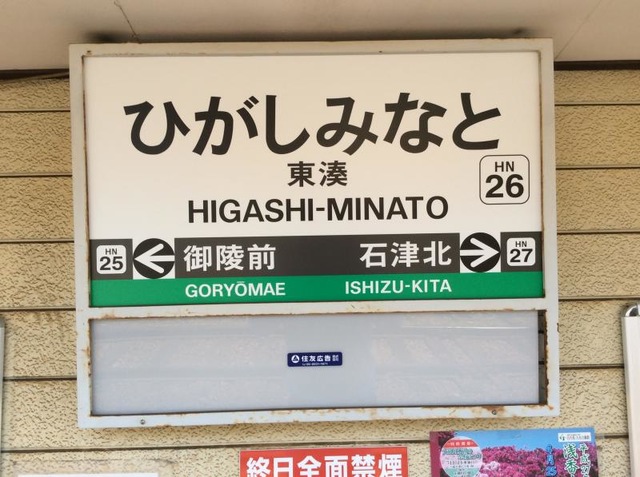 ひがしみなと
東湊
HIGASHI-MINATO
HN
26
HN
25
御陵前
石津北
HN
27
GORYŌMAE
ISHIZU-KITA
住友広告
終日全面禁煙